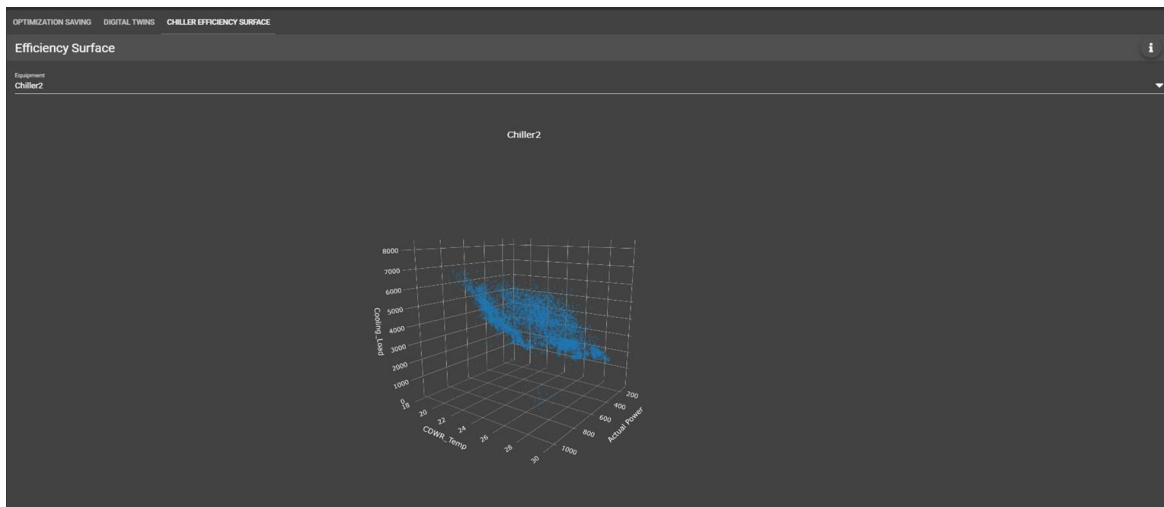 OPTIMIZATION SAVING DIGITAL TWINS CHILLER EFFICIENCY SURFACE
Efficiency Surface
i
Equipment
Chiller2
Chiller2
8000
7000
6000
5000
4000
3000
2000
1000
0
Cooling_Load
18
20
22
24
26
28
30
CDWR_Temp
200
400
600
800
1000
Actual Power